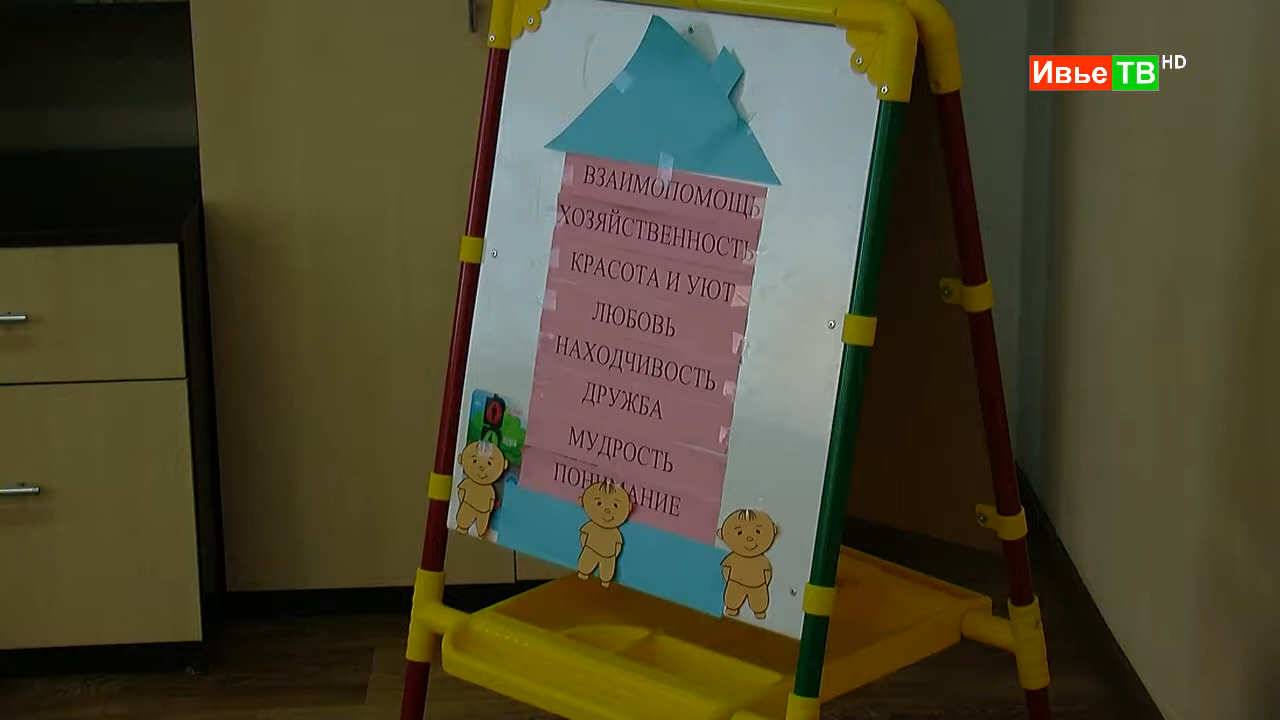 Ивье ТВ HD
ВЗАИМОПОМОЩЬ
ХОЗЯЙСТВЕННОСТЬ
КРАСОТА И УЮТ
ЛЮБОВЬ
НАХОДЧИВОСТЬ
ДРУЖБА
МУДРОСТЬ
ПОНИМАНИЕ